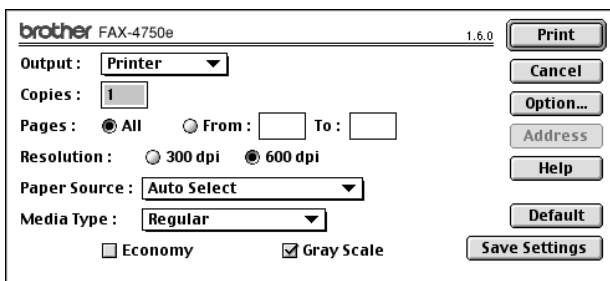 brother FAX-4750e 1.6.0 Print
Output : Printer
Cancel
Copies : 1
Option...
Pages : All From : To :
Address
Resolution : 300 dpi 600 dpi
Help
Paper Source : Auto Select
Media Type : Regular Default
Economy Gray Scale Save Settings